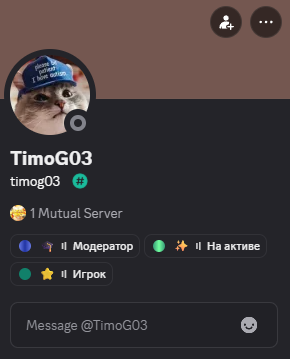 please be
patient
I have autism
TimoG03
timog03 #
1 Mutual Server
Модератор
На активе
Игрок
Message @TimoG03